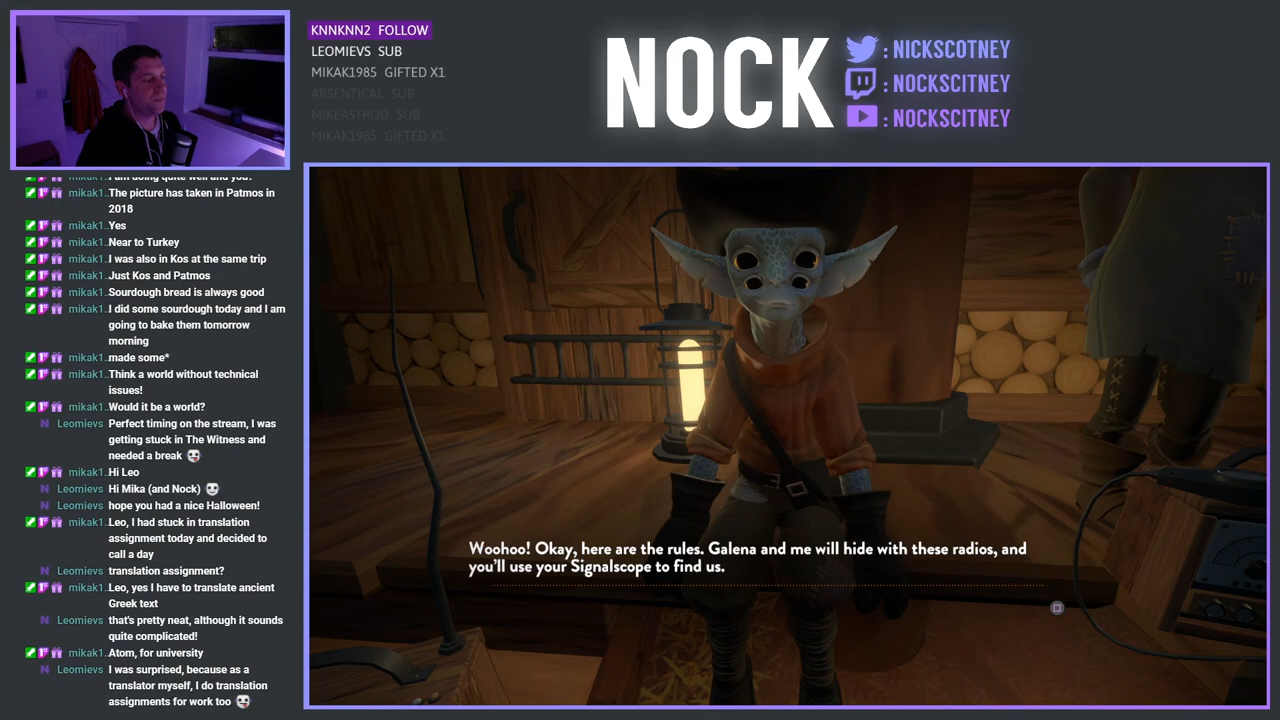 KNNKNN2 FOLLOW
LEOMIEVS SUB
MIKAK1985 GIFTED X1
ARSENTICAL SUB
MIKEASTROD SUB
MIKAK1985 GIFTED X1
NOCK
: NICKSCOTNEY
: NOCKSCITNEY
: NOCKSCITNEY
I am doing quite well and you?
mikak1..The picture has taken in Patmos in
2018
mikak1..Yes
mikak1..Near to Turkey
mikak1..I was also in Kos at the same trip
mikak1..Just Kos and Patmos
mikak1..Sourdough bread is always good
mikak1..I did some sourdough today and I am
going to bake them tomorrow
morning
mikak1..made some*
mikak1..Think a world without technical
issues!
mikak1..Would it be a world?
N Leomievs Perfect timing on the stream, I was
getting stuck in The Witness and
needed a break
mikak1..Hi Leo
N Leomievs Hi Mika (and Nock)
N Leomievs hope you had a nice Halloween!
mikak1..Leo, I had stuck in translation
assignment today and decided to
call a day
N Leomievs translation assignment?
mikak1..Leo, yes I have to translate ancient
Greek text
N Leomievs that's pretty neat, although it sounds
quite complicated!
mikak1..Atom, for university
N Leomievs I was surprised, because as a
translator myself, I do translation
assignments for work too
Woohoo! Okay, here are the rules. Galena and me will hide with these radios, and
you'll use your Signalscope to find us.